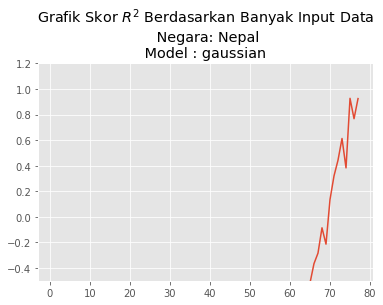 Grafik Skor R² Berdasarkan Banyak Input Data
Negara: Nepal
Model : gaussian
1.2
1.0
0.8
0.6
0.4
0.2
0.0
−0.2
−0.4
0 10 20 30 40 50 60 70 80